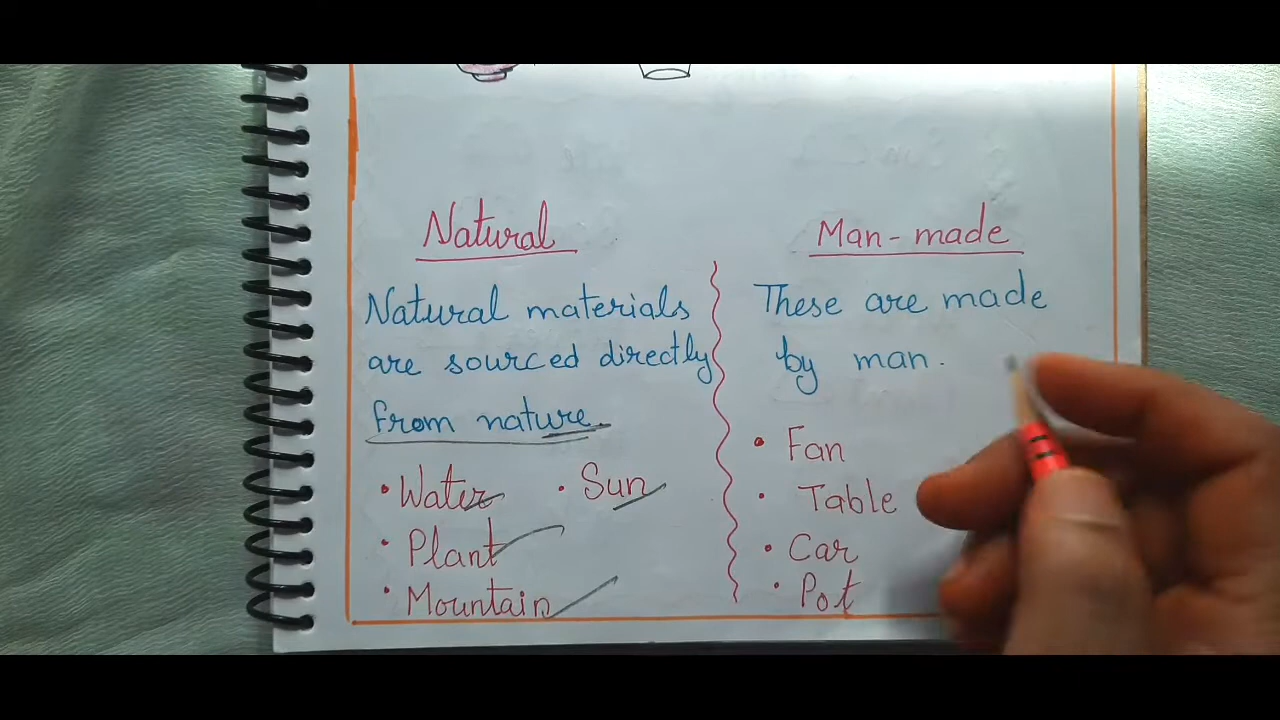 Natural
Natural materials
are sourced directly
from nature.
• Water • Sun
• Plant
• Mountain
Man-made
These are made
by man.
• Fan
• Table
• Car
• Pot